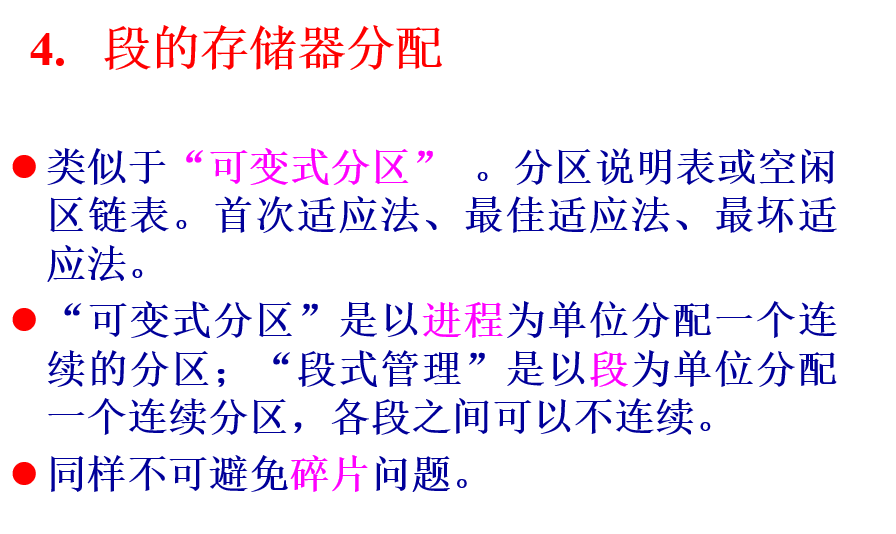 4. 段的存储器分配
●类似于“可变式分区” 。分区说明表或空闲
区链表。首次适应法、最佳适应法、最坏适
应法。
●“可变式分区”是以进程为单位分配一个连
续的分区；“段式管理”是以段为单位分配
一个连续分区，各段之间可以不连续。
●同样不可避免碎片问题。